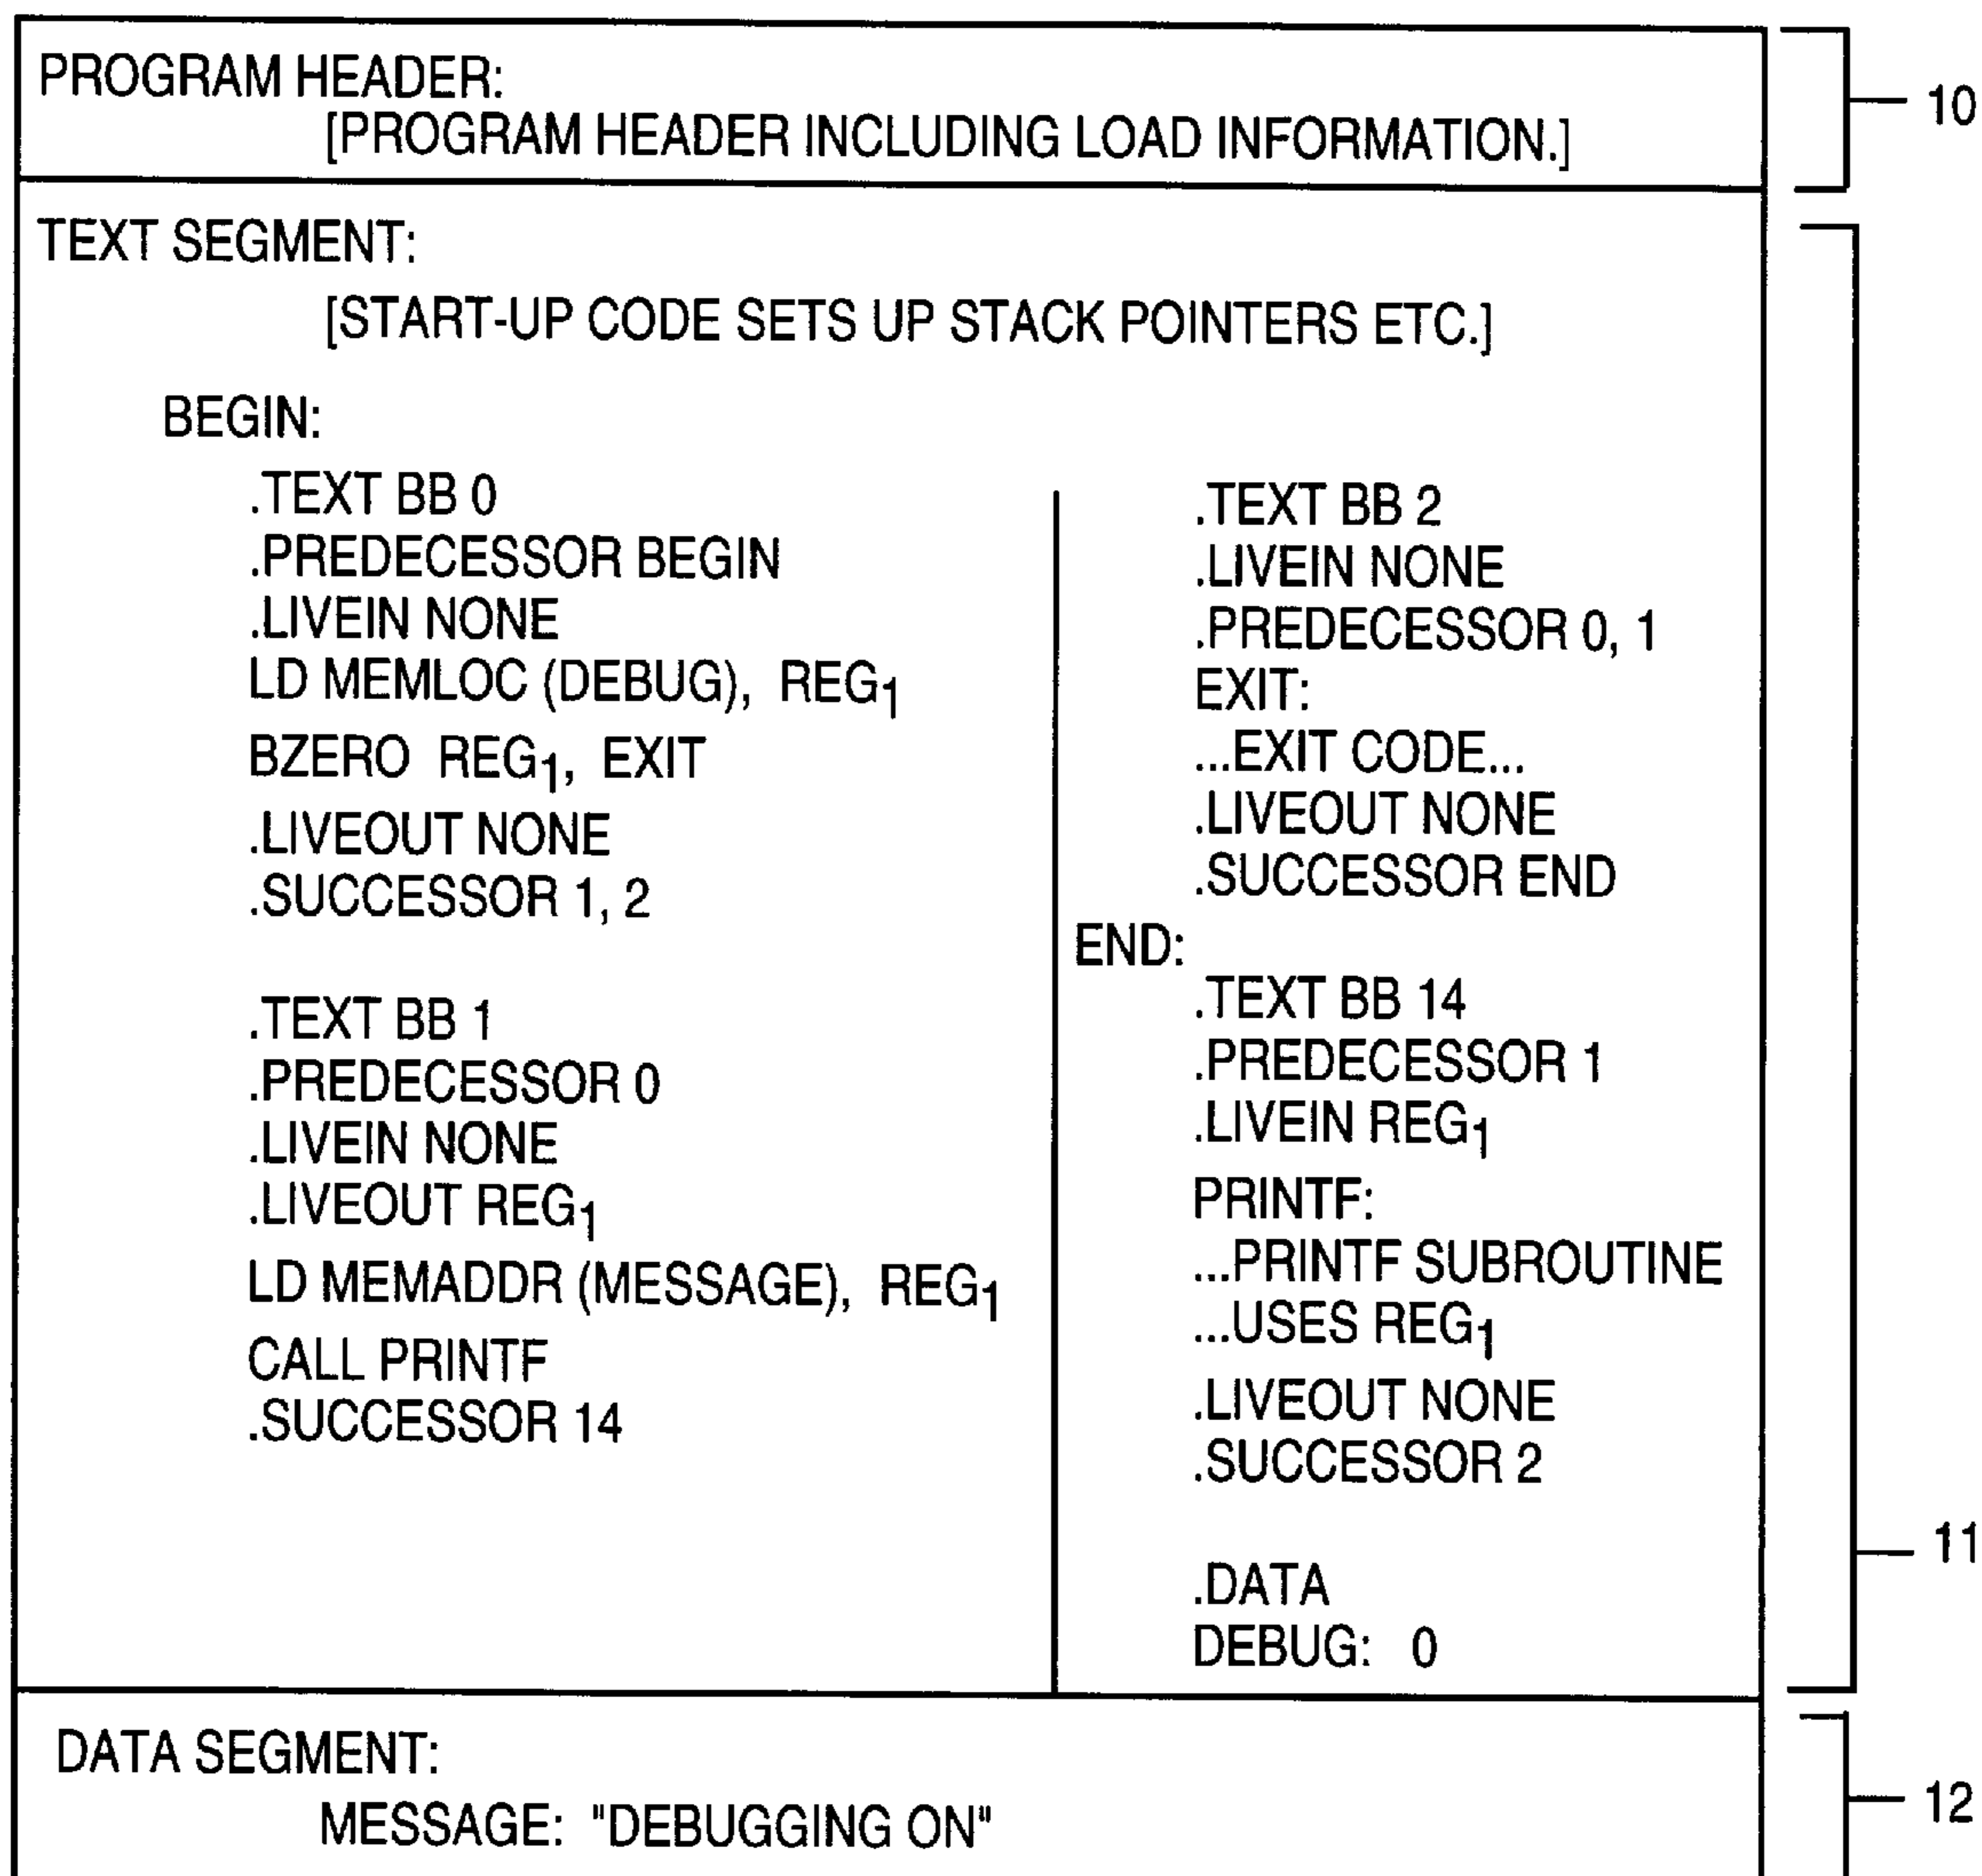 PROGRAM HEADER:
[PROGRAM HEADER INCLUDING LOAD INFORMATION.]
10
TEXT SEGMENT:
[START-UP CODE SETS UP STACK POINTERS ETC.]
BEGIN:
.TEXT BB 0
.PREDECESSOR BEGIN
.LIVEIN NONE
LD MEMLOC (DEBUG), REG1
BZERO REG1, EXIT
.LIVEOUT NONE
.SUCCESSOR 1, 2
.TEXT BB 1
.PREDECESSOR 0
.LIVEIN NONE
.LIVEOUT REG1
LD MEMADDR (MESSAGE), REG1
CALL PRINTF
.SUCCESSOR 14
.TEXT BB 2
.LIVEIN NONE
.PREDECESSOR 0, 1
EXIT:
...EXIT CODE...
.LIVEOUT NONE
.SUCCESSOR END
END:
.TEXT BB 14
.PREDECESSOR 1
.LIVEIN REG1
PRINTF:
...PRINTF SUBROUTINE
...USES REG1
.LIVEOUT NONE
.SUCCESSOR 2
.DATA
DEBUG: 0
11
DATA SEGMENT:
MESSAGE: "DEBUGGING ON"
12